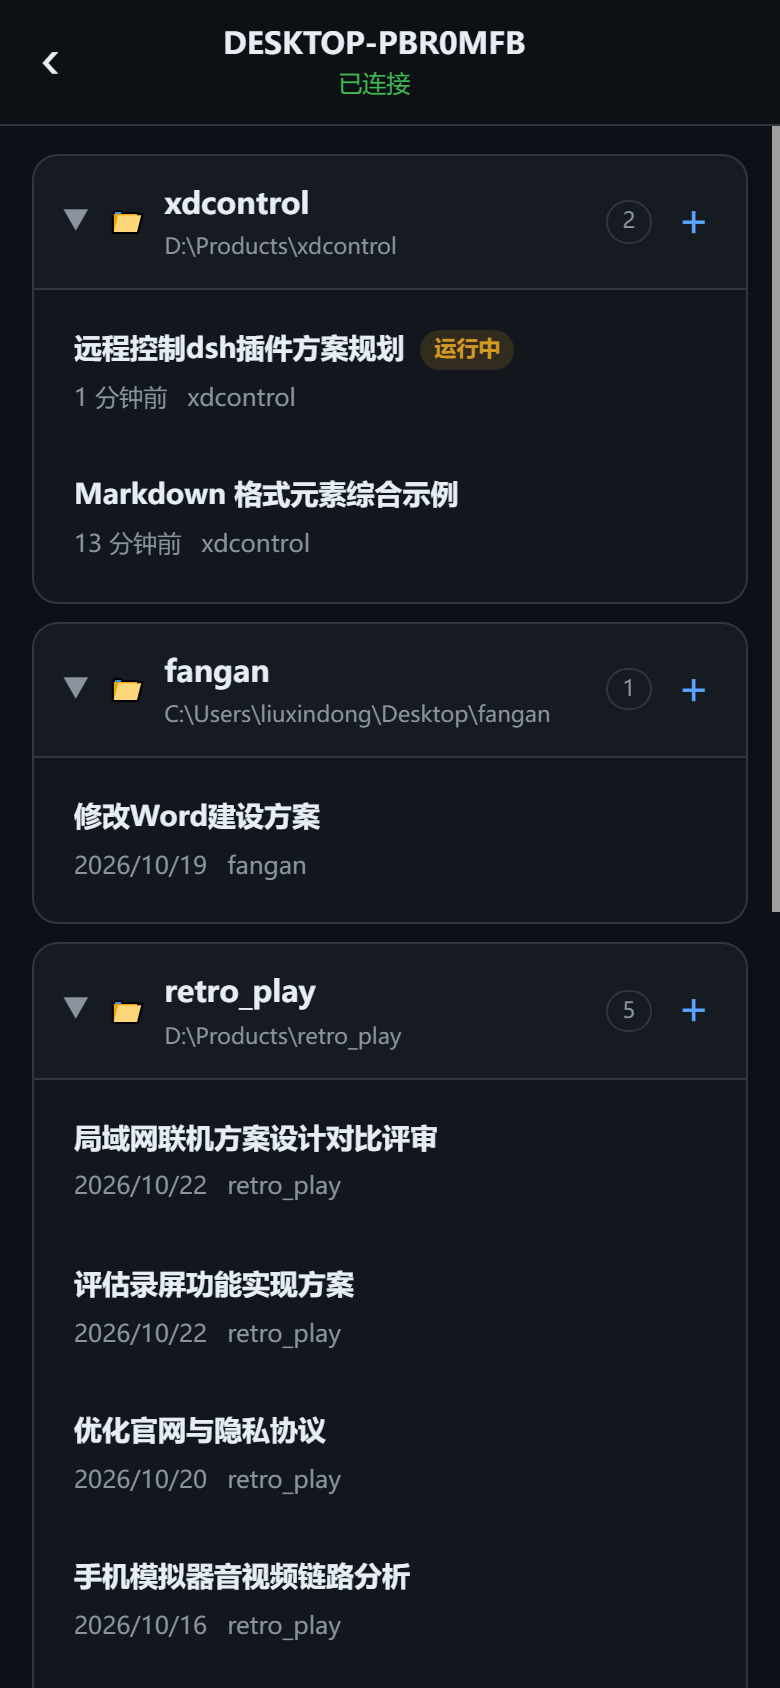 DESKTOP-PBR0MFB
已连接
xdcontrol
D:\Products\xdcontrol
2
远程控制dsh插件方案规划 运行中
1 分钟前 xdcontrol
Markdown 格式元素综合示例
13 分钟前 xdcontrol
fangan
C:\Users\liuxindong\Desktop\fangan
1
修改Word建设方案
2026/10/19 fangan
retro_play
D:\Products\retro_play
5
局域网联机方案设计对比评审
2026/10/22 retro_play
评估录屏功能实现方案
2026/10/22 retro_play
优化官网与隐私协议
2026/10/20 retro_play
手机模拟器音视频链路分析
2026/10/16 retro_play